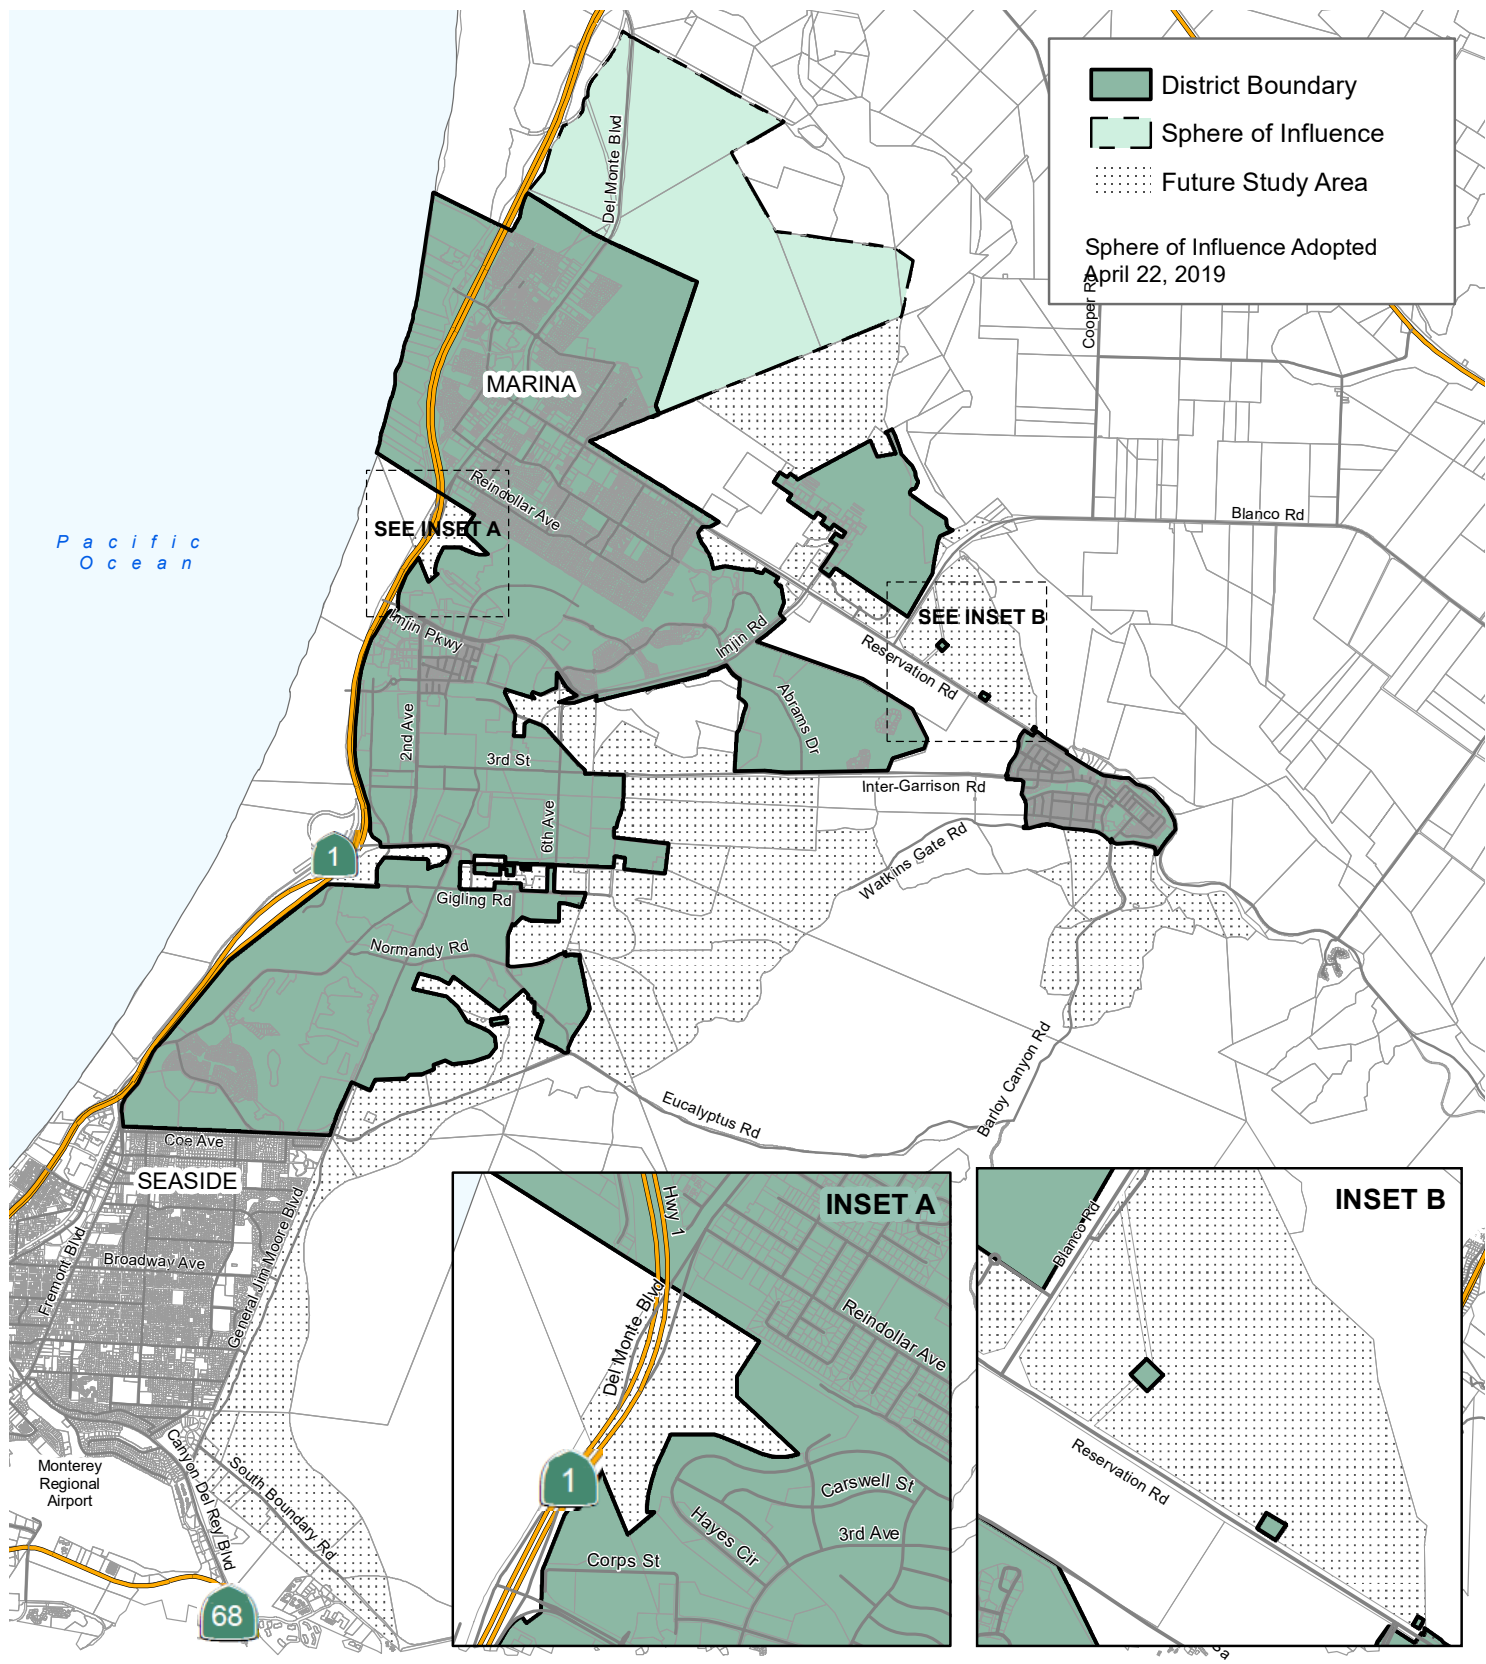 District Boundary
Sphere of Influence
Future Study Area
Sphere of Influence Adopted
April 22, 2019
Cooper Rd
Del Monte Blvd
MARINA
Reindollar Ave
SEE INSET A
Blanco Rd
Pacific
Ocean
SEE INSET B
Imjin Pkwy
Imjin Rd
Reservation Rd
Abrams Dr
2nd Ave
3rd St
Inter-Garrison Rd
6th Ave
1
Watkins Gate Rd
Gigling Rd
Normandy Rd
Barloy Canyon Rd
Eucalyptus Rd
Coe Ave
SEASIDE
General Jim Moore Blvd
Broadway Ave
Fremont Blvd
Monterey
Regional
Airport
Canyon Del Rey Blvd
South Boundary Rd
68
INSET A
Hwy 1
Del Monte Blvd
Reindollar Ave
1
Carswell St
3rd Ave
Hayes Cir
Corps St
INSET B
Blanco Rd
Reservation Rd